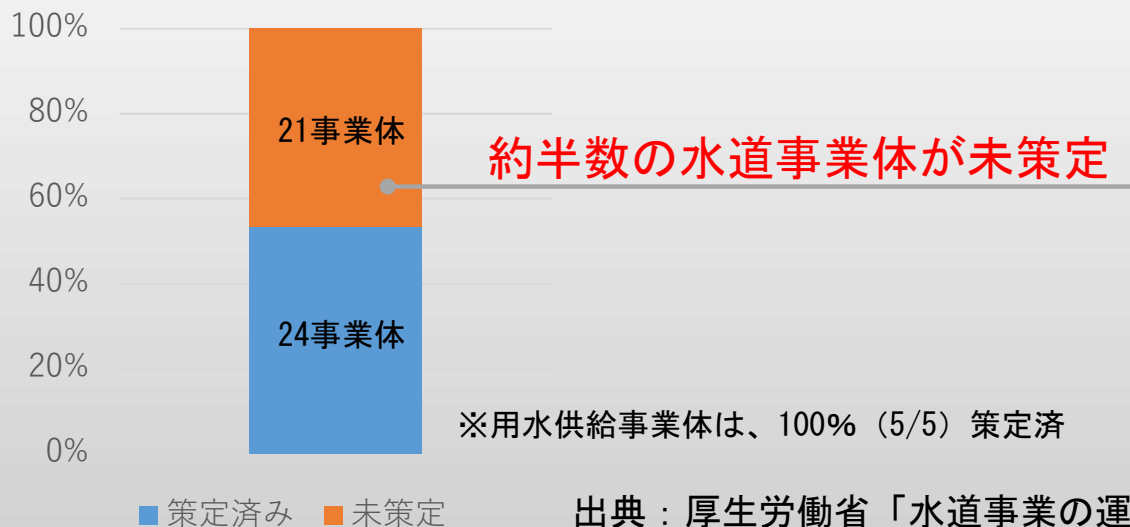 100%
80%
60%
40%
20%
0%
21事業体
24事業体
約半数の水道事業体が未策定
※用水供給事業体は、100%（5/5）策定済
策定済み 未策定
出典：厚生労働省「水道事業の運